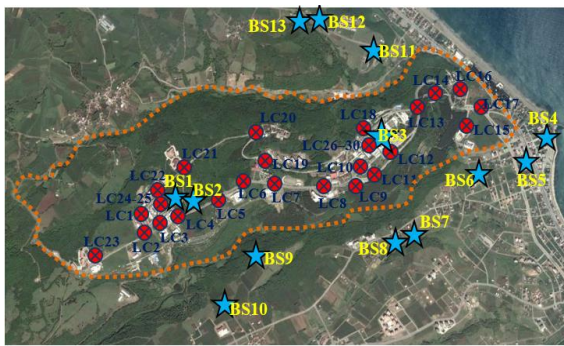 BS13
BS12
BS11
LC14
LC16
LC13
LC17
BS4
LC18
LC15
LC20
BS3
LC26-30
LC12
BS5
LC21
LC19
LC10
LC11
BS6
LC22
BS1
BS2
LC6
LC7
LC8
LC9
LC24-25
LC5
LC1
LC4
LC3
LC2
BS7
BS8
LC23
BS9
BS10